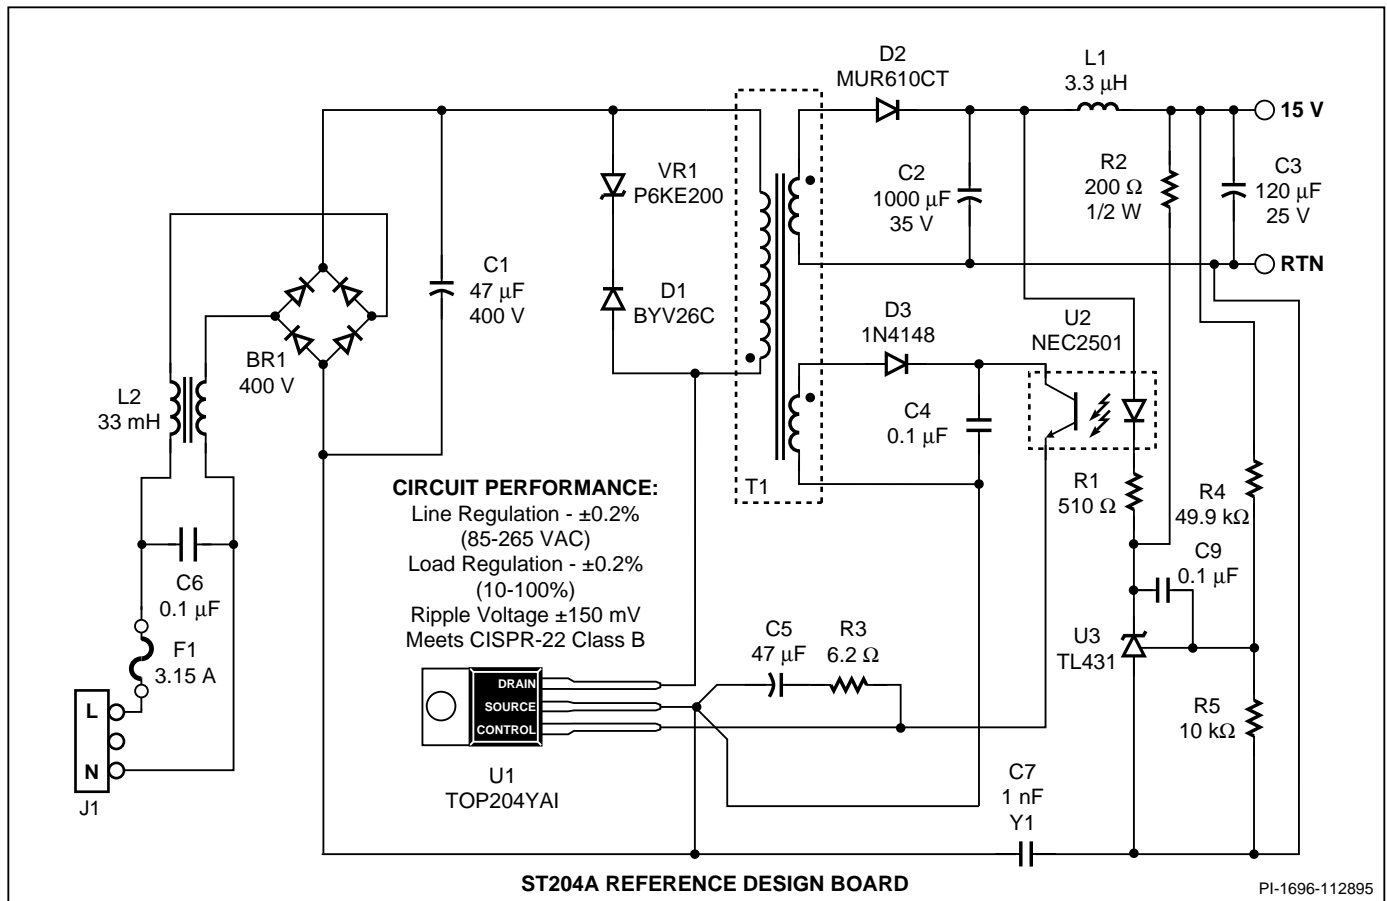 D2
MUR610CT
L1
3.3 µH
15 V
VR1
P6KE200
C2
1000 µF
35 V
R2
200 Ω
1/2 W
C3
120 µF
25 V
C1
47 µF
400 V
RTN
D1
BYV26C
D3
1N4148
U2
NEC2501
BR1
400 V
L2
33 mH
C4
0.1 µF
T1
R1
510 Ω
R4
49.9 kΩ
CIRCUIT PERFORMANCE:
Line Regulation - ±0.2%
(85-265 VAC)
Load Regulation - ±0.2%
(10-100%)
Ripple Voltage ±150 mV
Meets CISPR-22 Class B
C6
0.1 µF
C9
0.1 µF
F1
3.15 A
C5
47 µF
R3
6.2 Ω
U3
TL431
DRAIN
SOURCE
CONTROL
L
N
J1
R5
10 kΩ
U1
TOP204YAI
C7
1 nF
Y1
ST204A REFERENCE DESIGN BOARD
PI-1696-112895